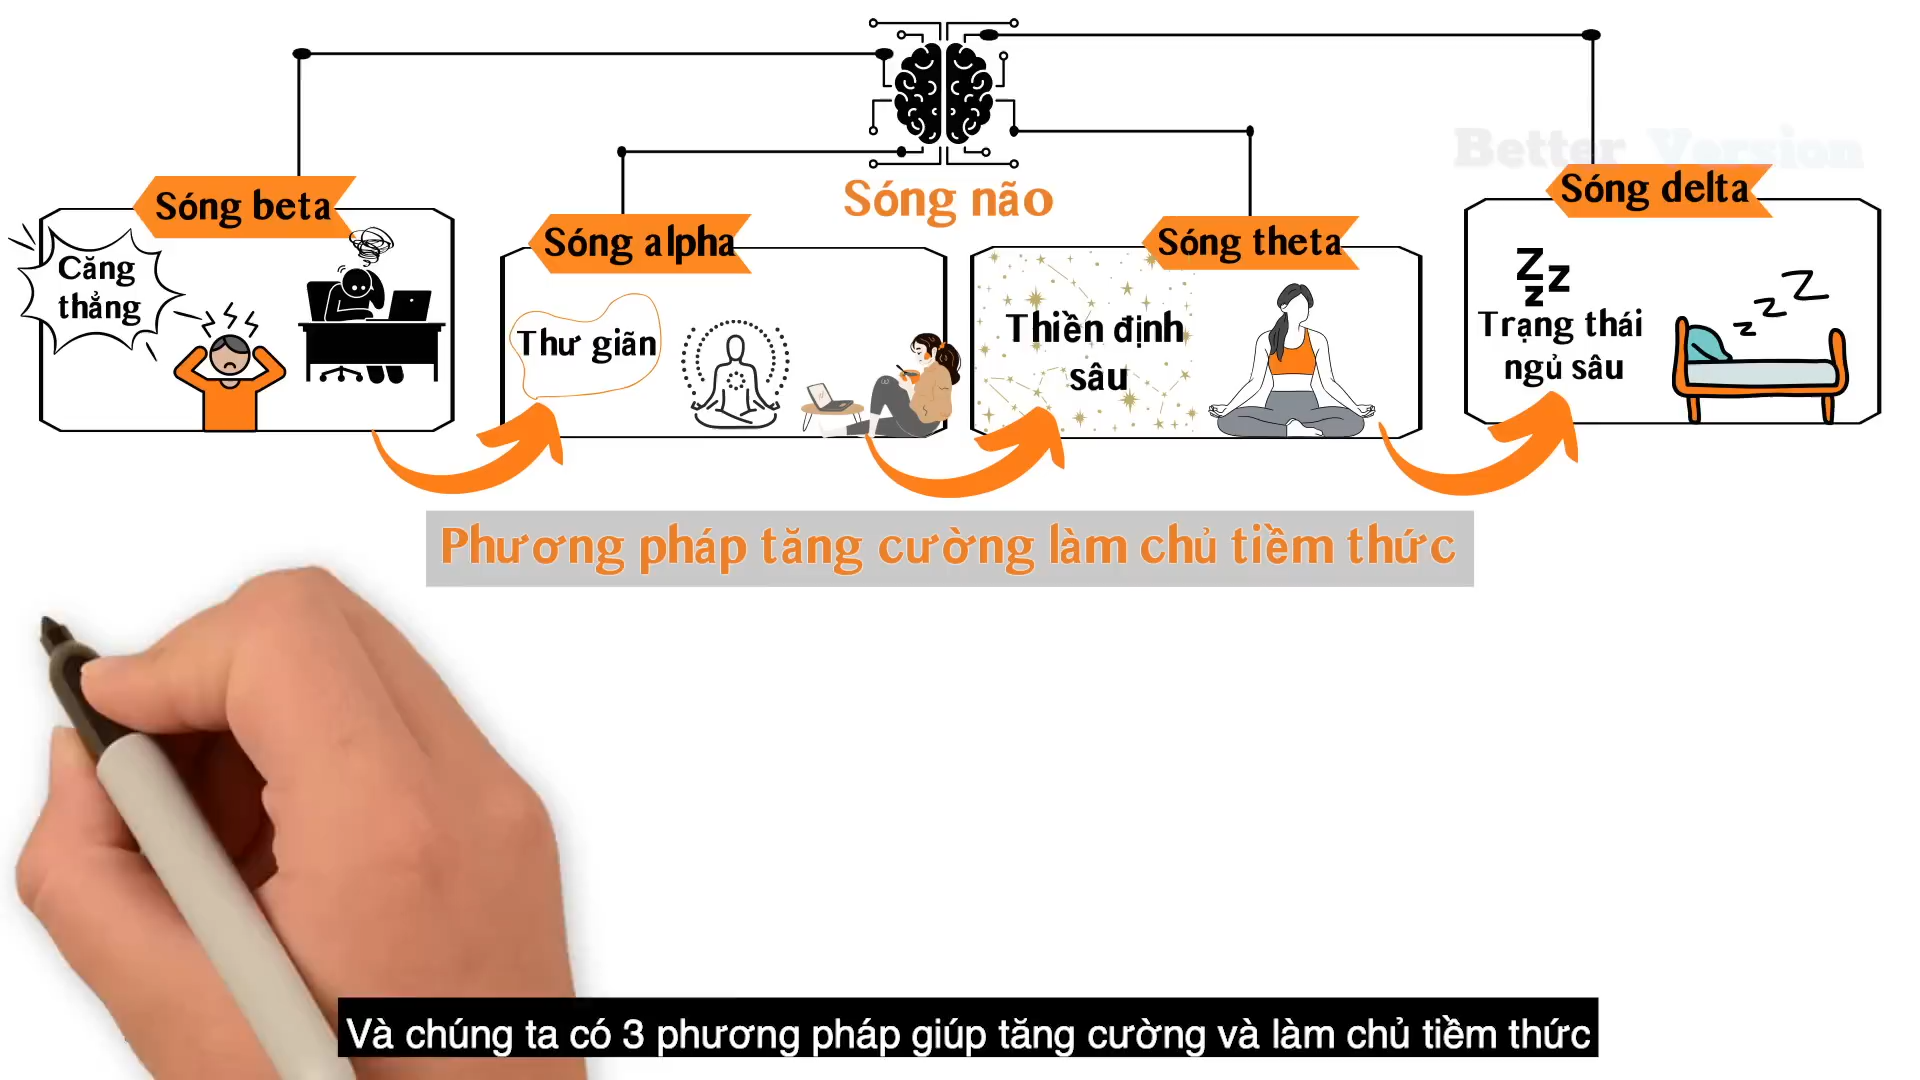 Better Version
Sóng não
Sóng beta
Căng
thẳng
Sóng alpha
Thư giãn
Sóng theta
Thiền định
sâu
Sóng delta
Z
Z
Z
Trạng thái
ngủ sâu
z z Z
Phương pháp tăng cường làm chủ tiềm thức
Và chúng ta có 3 phương pháp giúp tăng cường và làm chủ tiềm thức